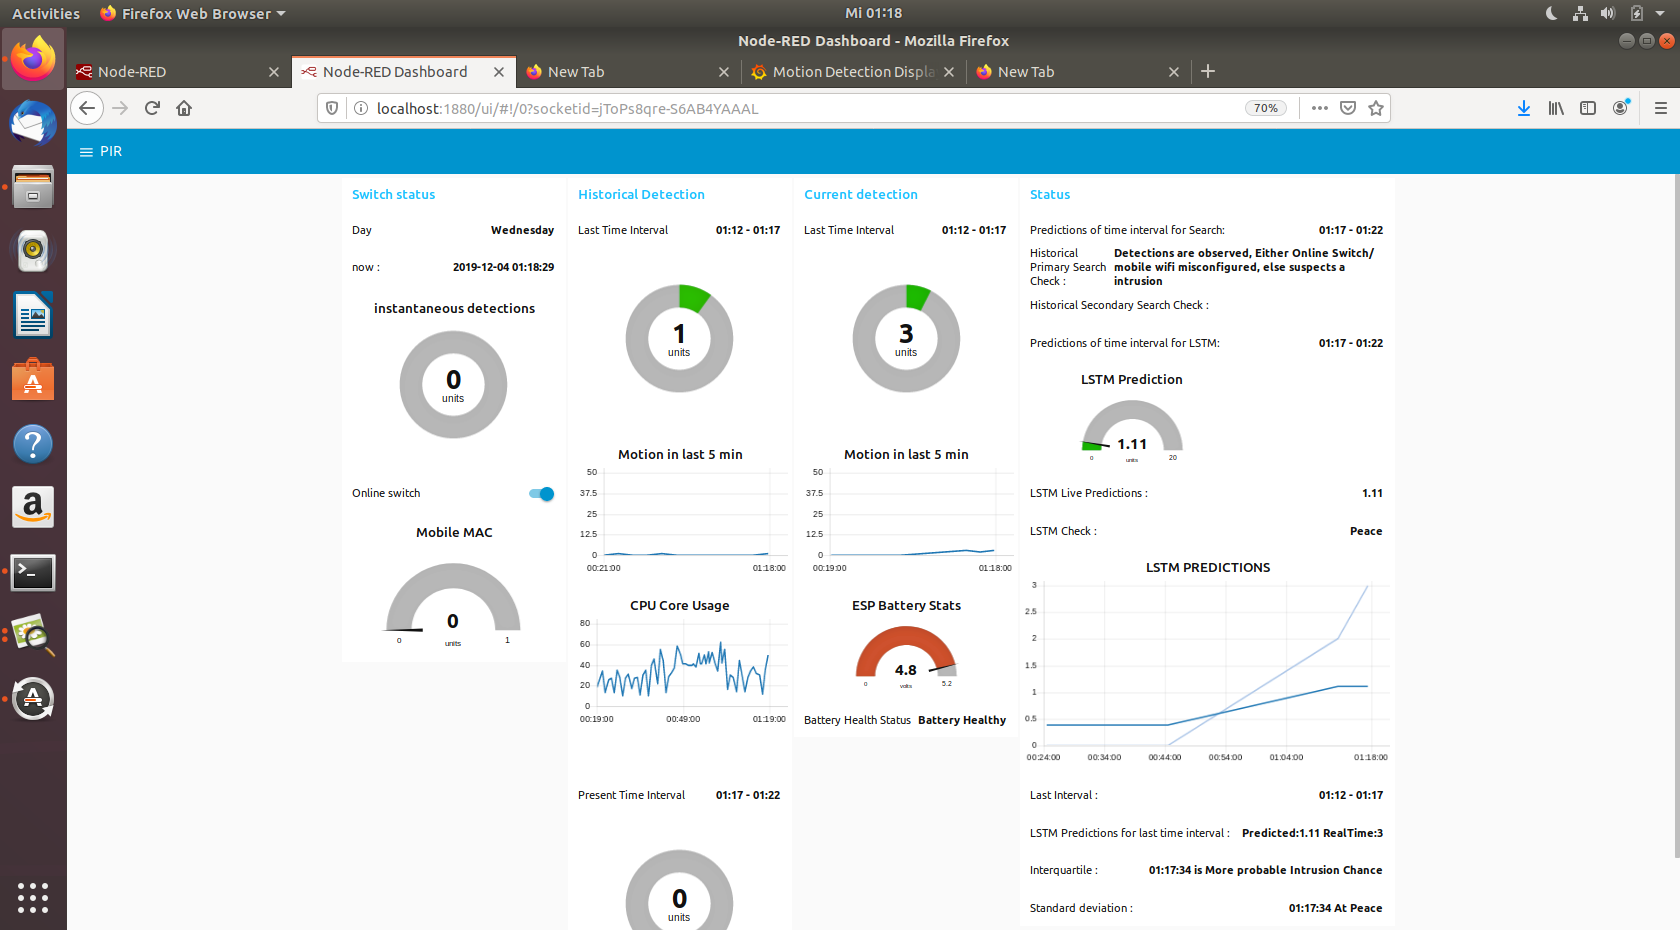 Activities
Firefox Web Browser
Mi 01:18
Node-RED Dashboard - Mozilla Firefox
Node-RED
Node-RED Dashboard
New Tab
Motion Detection Displa
New Tab
localhost:1880/ui/#!/0?socketid=jToPs8qre-S6AB4YAAAL
70%
PIR
Switch status
Day Wednesday
now : 2019-12-04 01:18:29
instantaneous detections
0
units
Online switch
Mobile MAC
0
units
0 1
Historical Detection
Last Time Interval 01:12 - 01:17
1
units
Motion in last 5 min
50
37.5
25
12.5
0
00:21:00 01:18:00
CPU Core Usage
80
60
40
20
0
00:19:00 00:49:00 01:19:00
Present Time Interval 01:17 - 01:22
0
units
Current detection
Last Time Interval 01:12 - 01:17
3
units
Motion in last 5 min
50
37.5
25
12.5
0
00:19:00 01:18:00
ESP Battery Stats
4.8
volts
0 5.2
Battery Health Status Battery Healthy
Status
Predictions of time interval for Search: 01:17 - 01:22
Historical Primary Search Check : Detections are observed, Either Online Switch/
mobile wifi misconfigured, else suspects a
intrusion
Historical Secondary Search Check :
Predictions of time interval for LSTM: 01:17 - 01:22
LSTM Prediction
1.11
units
0 20
LSTM Live Predictions : 1.11
LSTM Check : Peace
LSTM PREDICTIONS
3
2.5
2
1.5
1
0.5
0
00:24:00 00:34:00 00:44:00 00:54:00 01:04:00 01:18:00
Last Interval : 01:12 - 01:17
LSTM Predictions for last time interval : Predicted:1.11 RealTime:3
Interquartile : 01:17:34 is More probable Intrusion Chance
Standard deviation : 01:17:34 At Peace